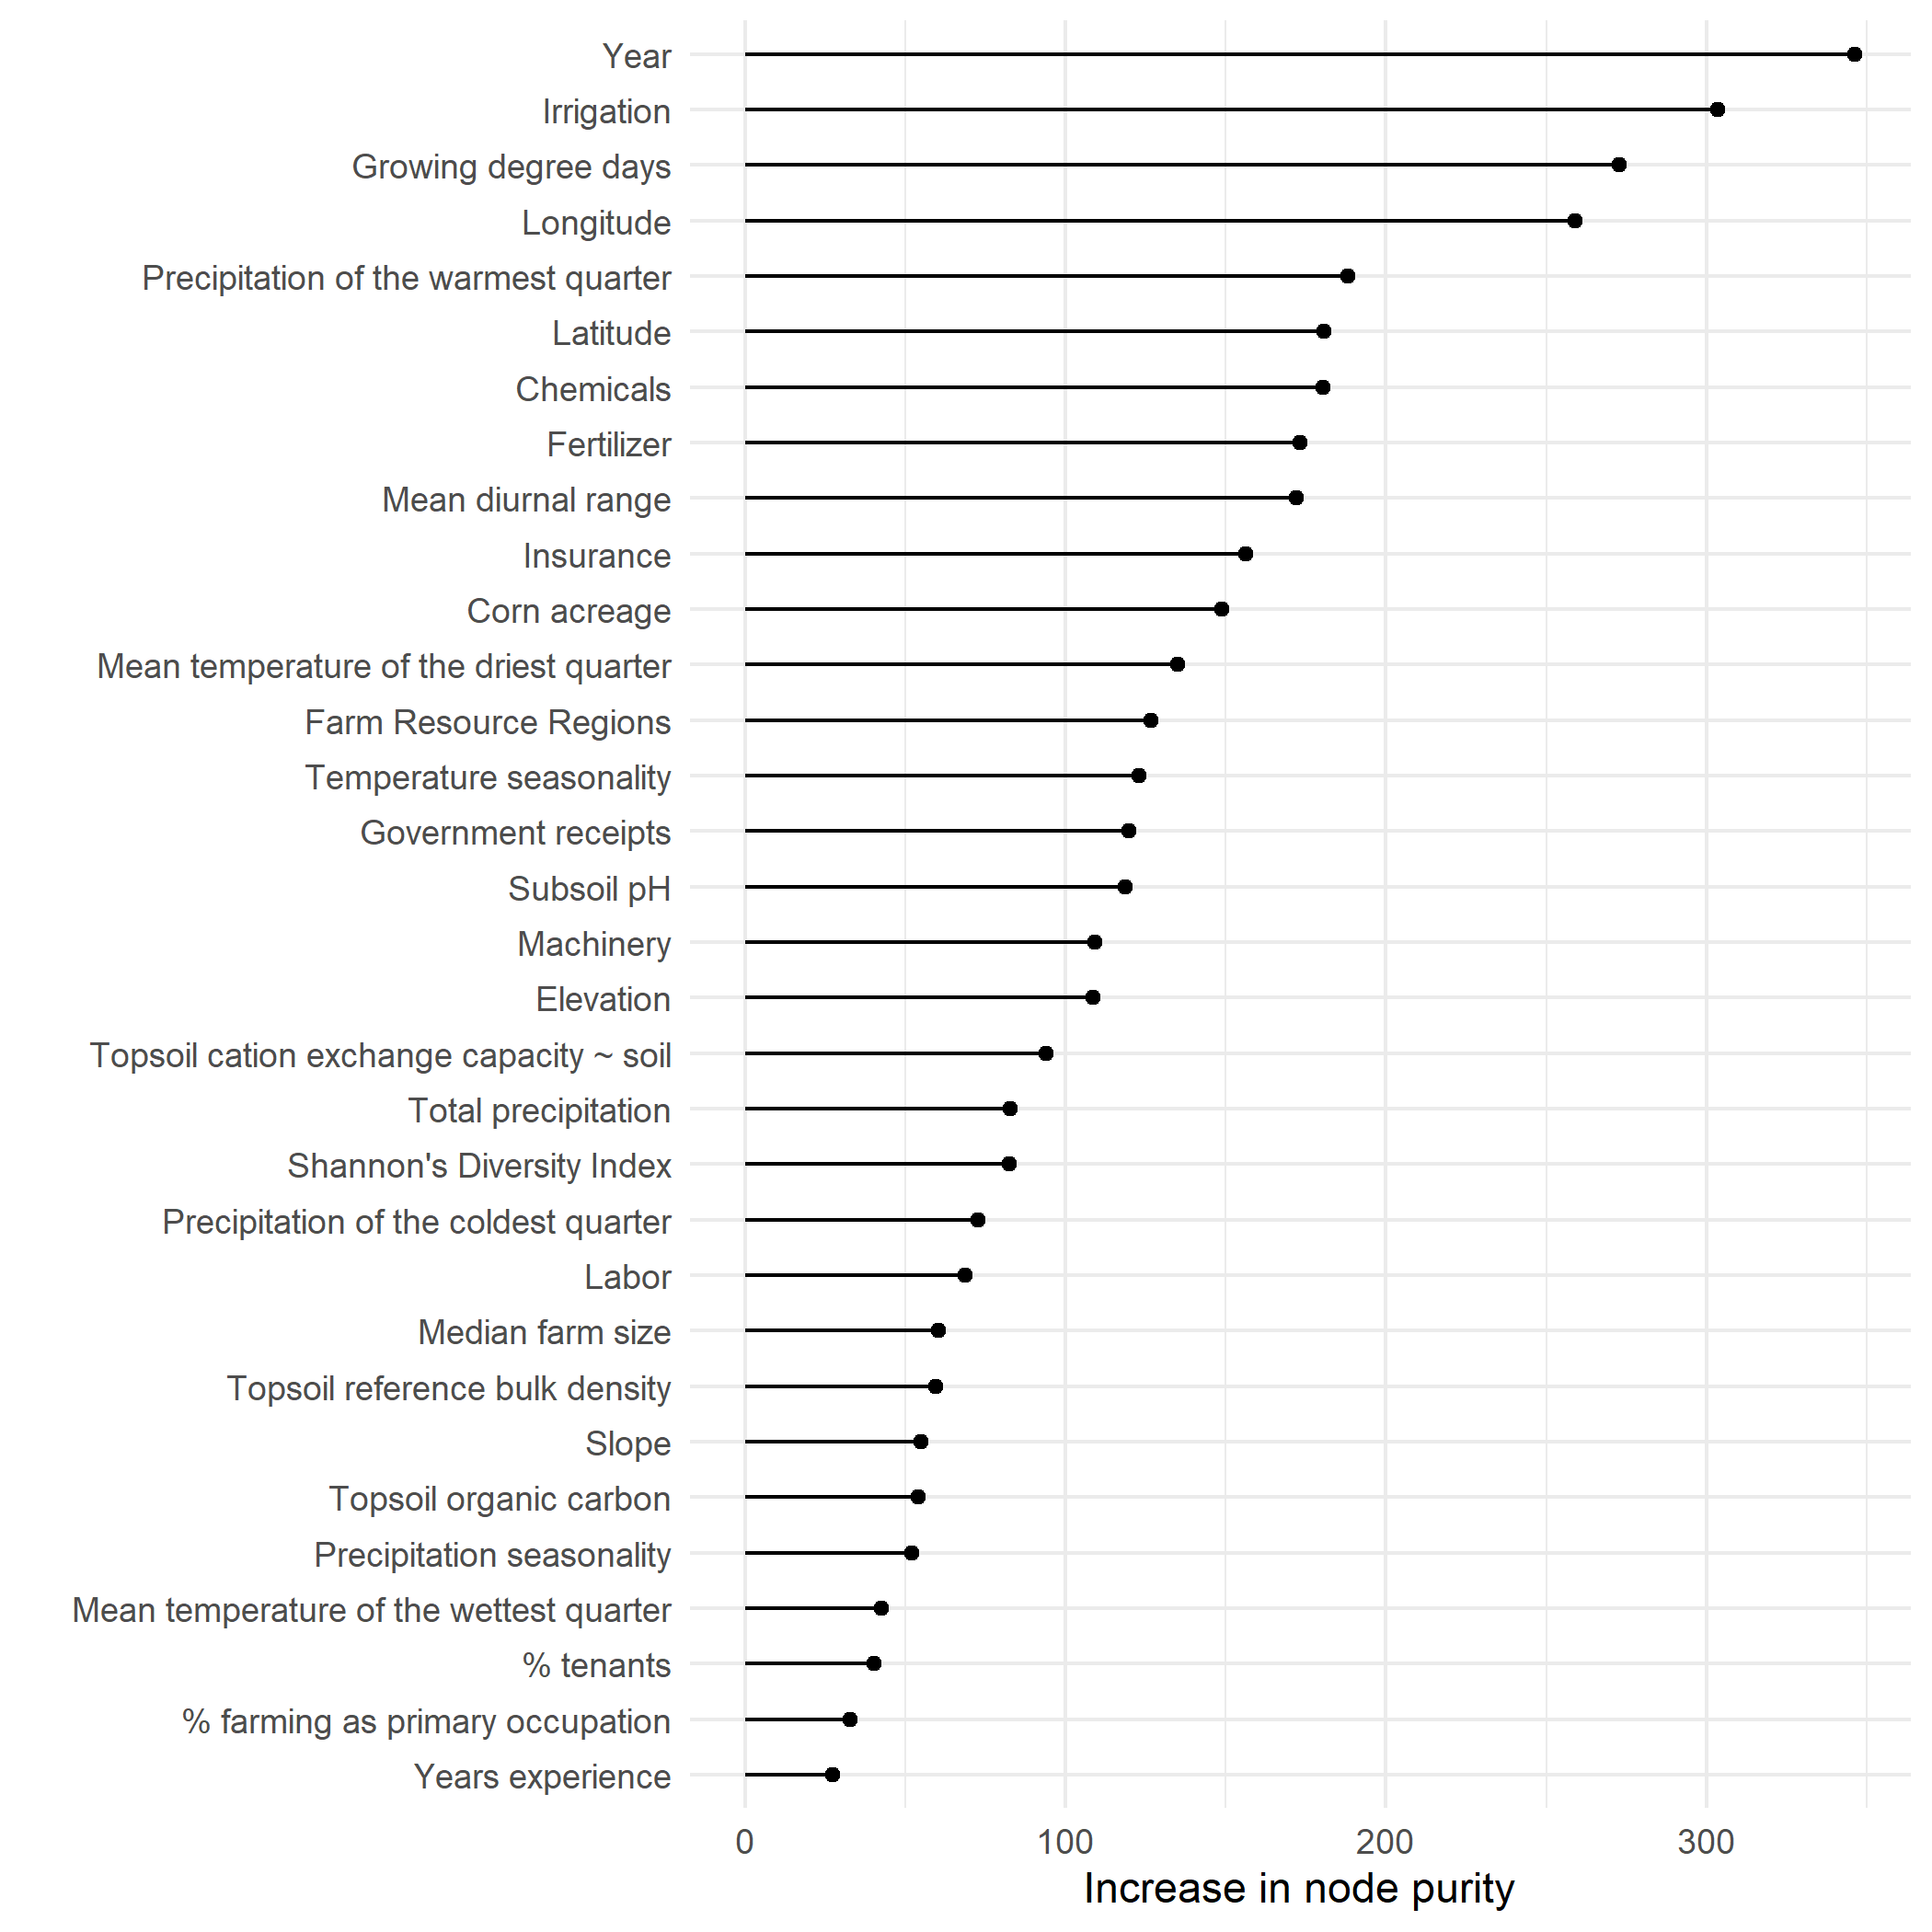 Year
Irrigation
Growing degree days
Longitude
Precipitation of the warmest quarter
Latitude
Chemicals
Fertilizer
Mean diurnal range
Insurance
Corn acreage
Mean temperature of the driest quarter
Farm Resource Regions
Temperature seasonality
Government receipts
Subsoil pH
Machinery
Elevation
Topsoil cation exchange capacity ~ soil
Total precipitation
Shannon's Diversity Index
Precipitation of the coldest quarter
Labor
Median farm size
Topsoil reference bulk density
Slope
Topsoil organic carbon
Precipitation seasonality
Mean temperature of the wettest quarter
% tenants
% farming as primary occupation
Years experience
0 100 200 300
Increase in node purity